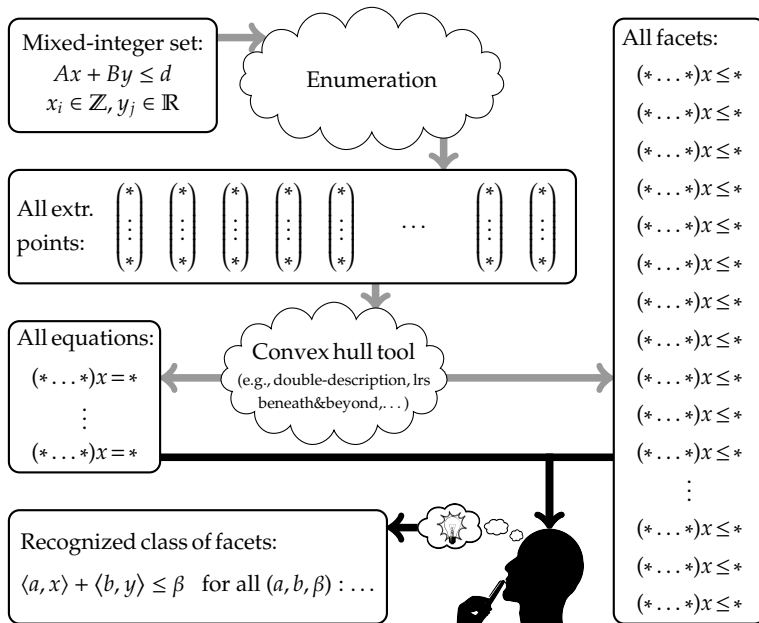 Mixed-integer set:
Ax + By ≤ d
x_i ∈ ℤ, y_j ∈ ℝ
Enumeration
All extr.
points:
(* ⋮ *) (* ⋮ *) (* ⋮ *) (* ⋮ *) (* ⋮ *) … (* ⋮ *) (* ⋮ *)
All equations:
(*…*)x = *
⋮
(*…*)x = *
Convex hull tool
(e.g., double-description, lrs
beneath&beyond,…)
All facets:
(*…*)x ≤ *
(*…*)x ≤ *
(*…*)x ≤ *
(*…*)x ≤ *
(*…*)x ≤ *
(*…*)x ≤ *
(*…*)x ≤ *
(*…*)x ≤ *
(*…*)x ≤ *
(*…*)x ≤ *
(*…*)x ≤ *
⋮
(*…*)x ≤ *
(*…*)x ≤ *
(*…*)x ≤ *
Recognized class of facets:
⟨a, x⟩ + ⟨b, y⟩ ≤ β for all (a, b, β) : …